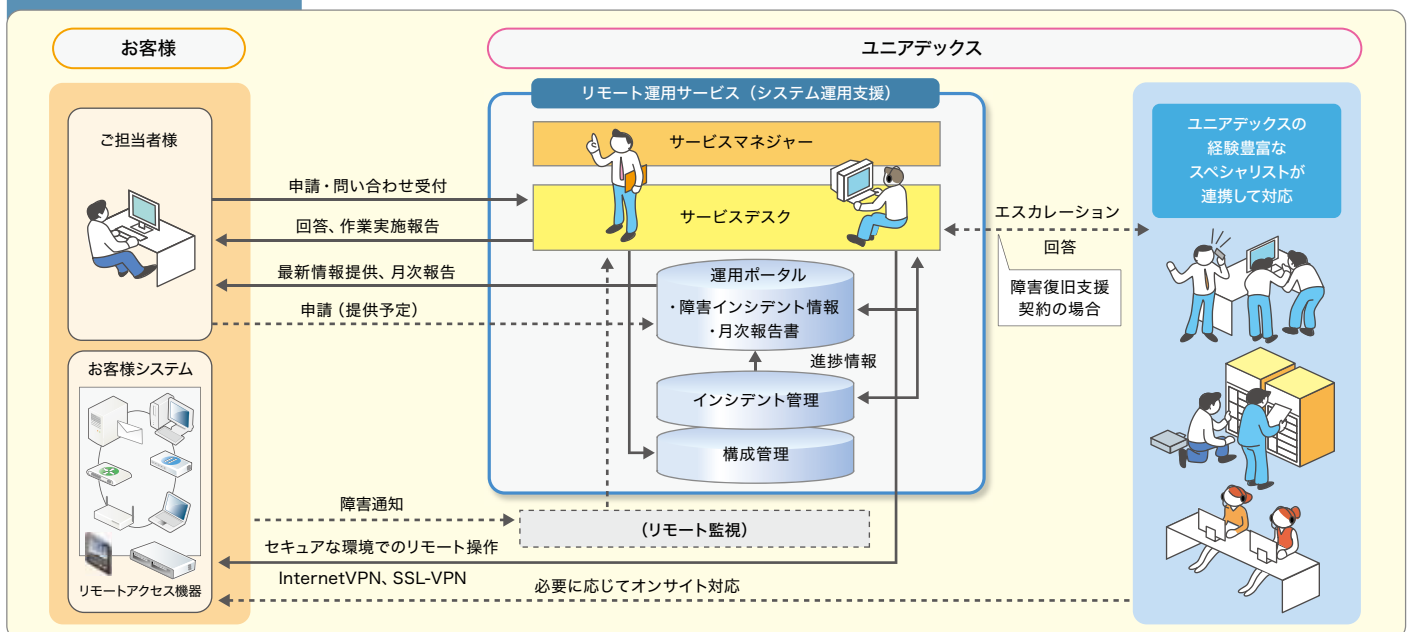 お客様
ユニアデックス
リモート運用サービス（システム運用支援）
ご担当者様
サービスマネジャー
ユニアデックスの
経験豊富な
スペシャリストが
連携して対応
申請・問い合わせ受付
サービスデスク
回答、作業実施報告
エスカレーション
回答
障害復旧支援
契約の場合
最新情報提供、月次報告
申請（提供予定）
運用ポータル
・障害インシデント情報
・月次報告書
進捗情報
インシデント管理
構成管理
お客様システム
リモートアクセス機器
障害通知
（リモート監視）
セキュアな環境でのリモート操作
InternetVPN、SSL-VPN
必要に応じてオンサイト対応